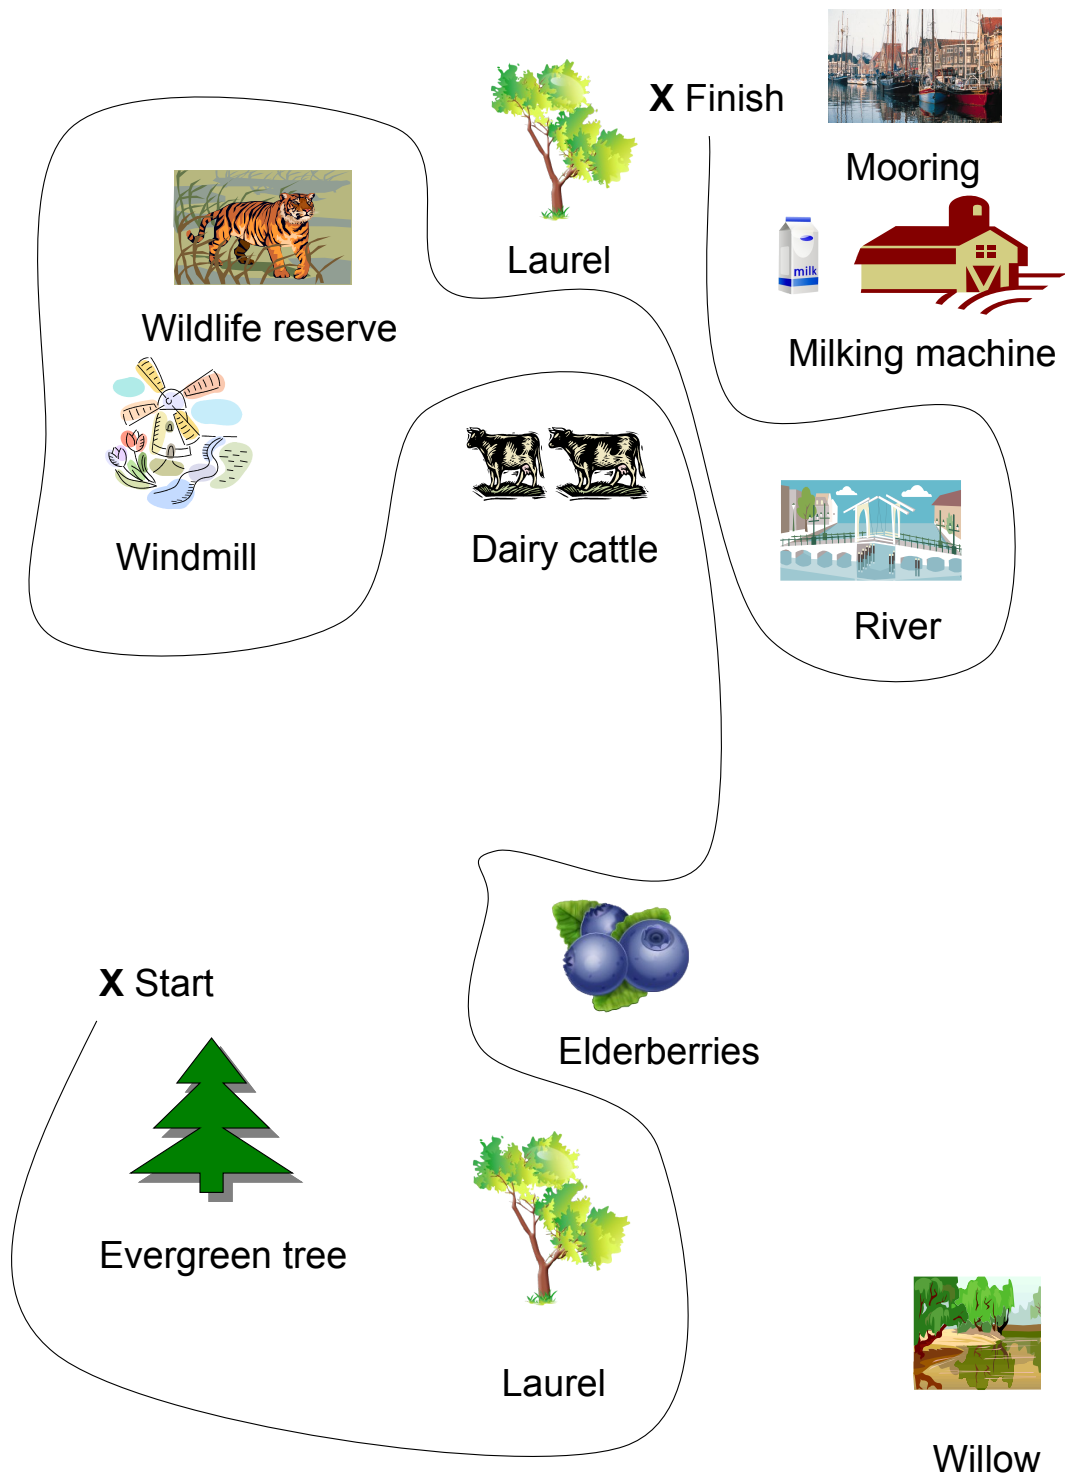 X Finish
Mooring
Laurel
milk
Wildlife reserve
Milking machine
Windmill
Dairy cattle
River
X Start
Elderberries
Evergreen tree
Laurel
Willow